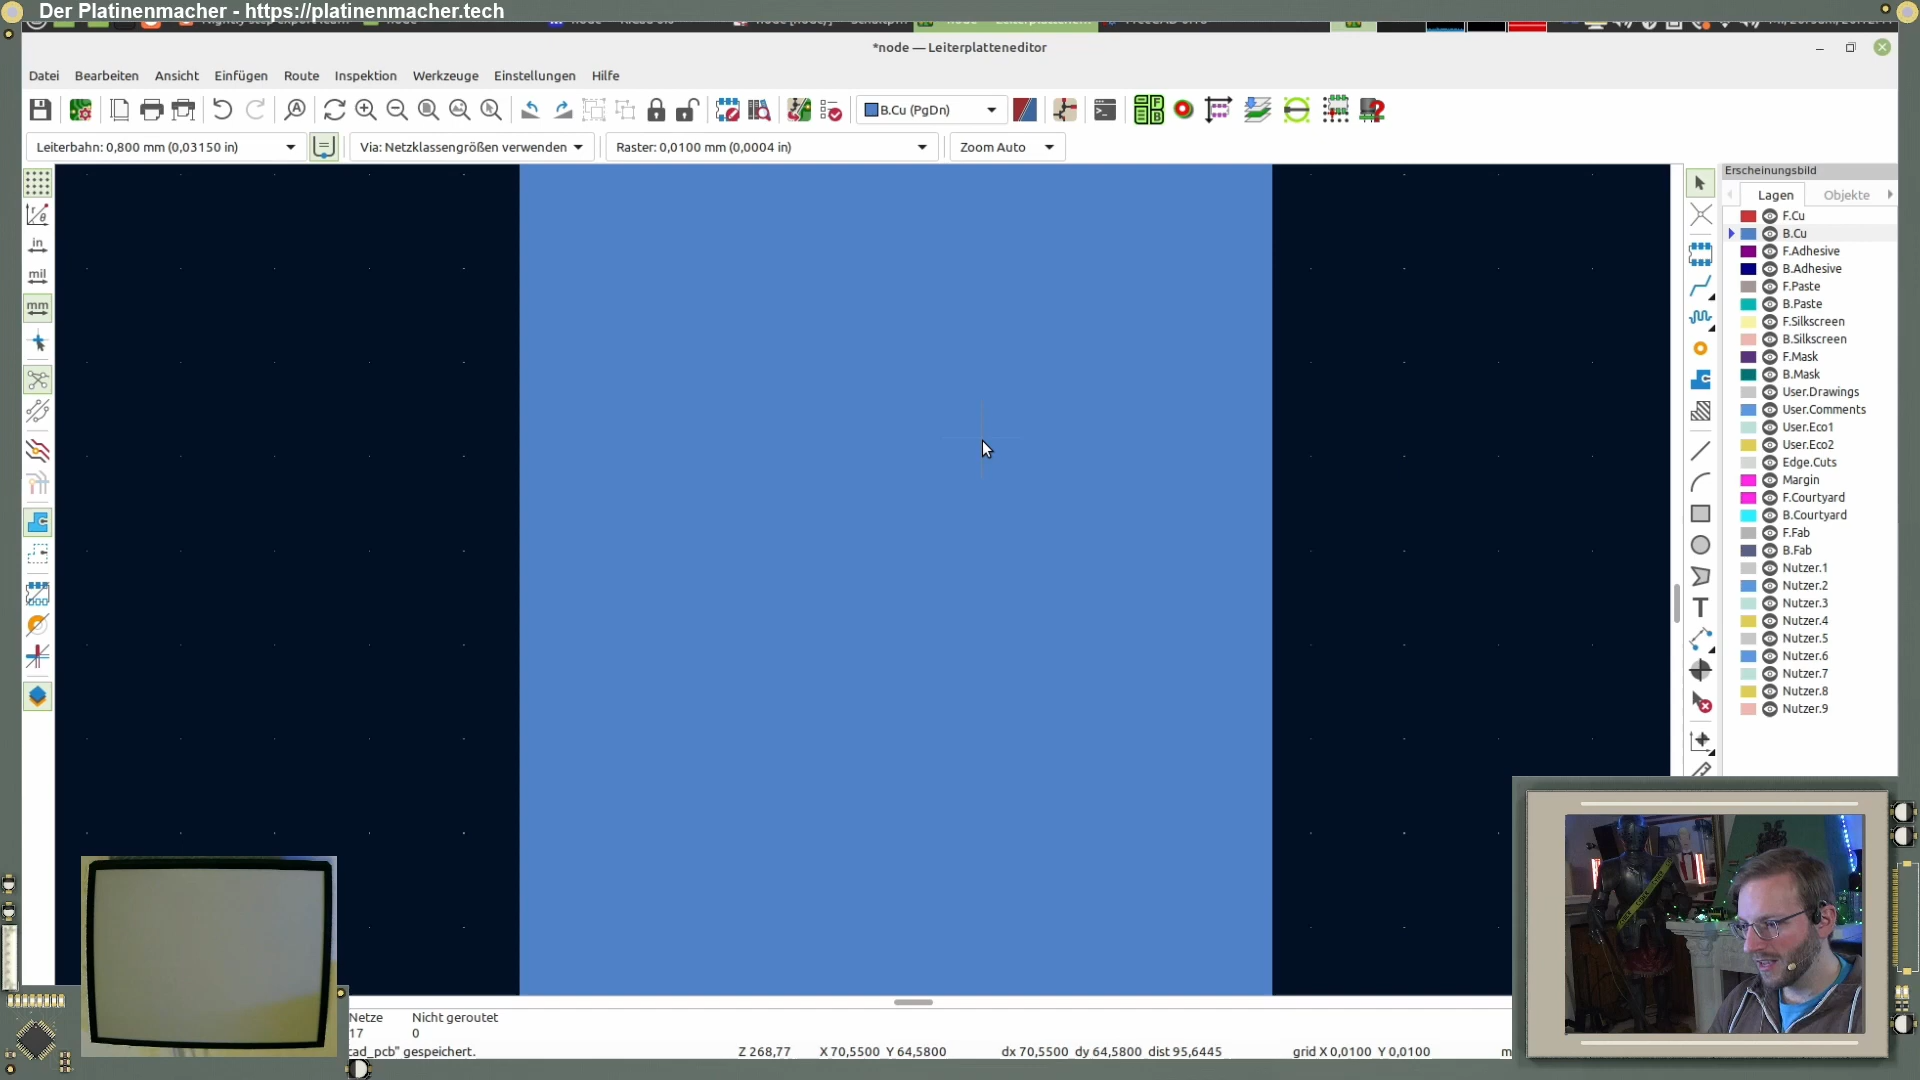 Der Platinenmacher - https://platinenmacher.tech
*node — Leiterplatteneditor
Datei Bearbeiten Ansicht Einfügen Route Inspektion Werkzeuge Einstellungen Hilfe
B.Cu (PgDn)
Leiterbahn: 0,800 mm (0,03150 in)
Via: Netzklassengrößen verwenden
Raster: 0,0100 mm (0,0004 in)
Zoom Auto
in
mil
mm
Erscheinungsbild
Lagen Objekte
F.Cu
B.Cu
F.Adhesive
B.Adhesive
F.Paste
B.Paste
F.Silkscreen
B.Silkscreen
F.Mask
B.Mask
User.Drawings
User.Comments
User.Eco1
User.Eco2
Edge.Cuts
Margin
F.Courtyard
B.Courtyard
F.Fab
B.Fab
Nutzer.1
Nutzer.2
Nutzer.3
Nutzer.4
Nutzer.5
Nutzer.6
Nutzer.7
Nutzer.8
Nutzer.9
Netze Nicht geroutet
17 0
cad_pcb" gespeichert.
Z 268,77 X 70,5500 Y 64,5800 dx 70,5500 dy 64,5800 dist 95,6445 grid X 0,0100 Y 0,0100